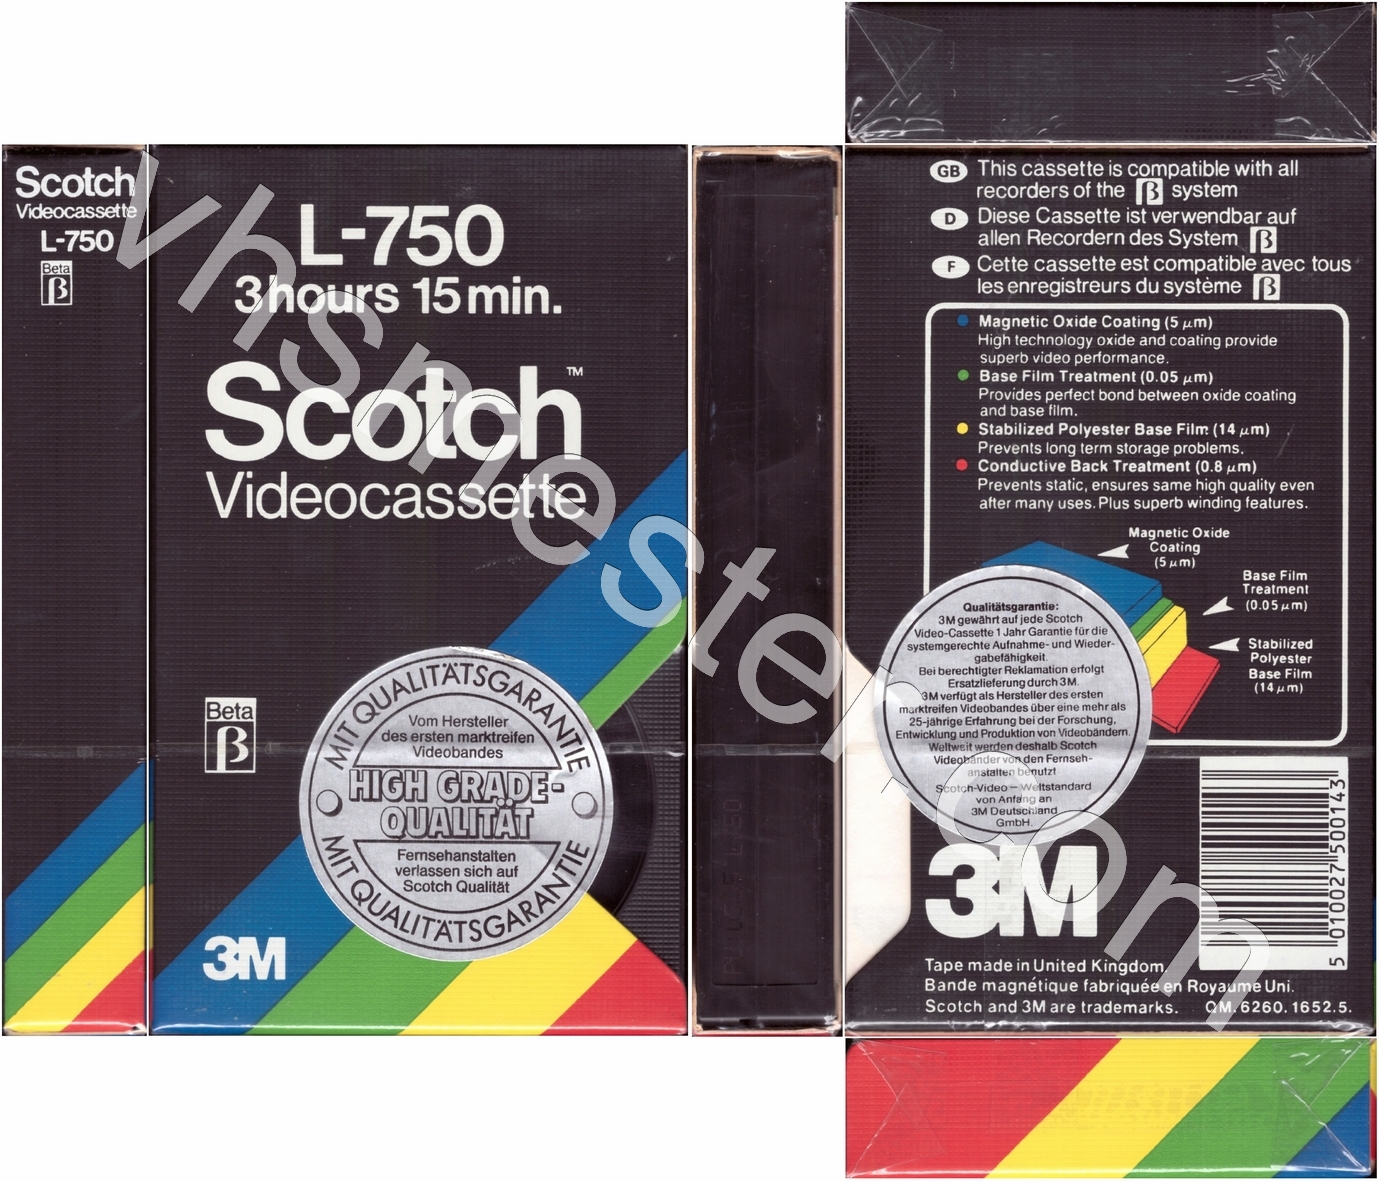 Scotch
Videocassette
L-750
Beta
β
L-750
3 hours 15 min.
Scotch™
Videocassette
Beta
β
MIT QUALITÄTSGARANTIE
Vom Hersteller
des ersten marktreifen
Videobandes
HIGH GRADE-
QUALITÄT
Fernsehanstalten
verlassen sich auf
Scotch Qualität
MIT QUALITÄTSGARANTIE
3M
GB This cassette is compatible with all
recorders of the β system
D Diese Cassette ist verwendbar auf
allen Recordern des System β
F Cette cassette est compatible avec tous
les enregistreurs du système β
Magnetic Oxide Coating (5 μm)
High technology oxide and coating provide
superb video performance.
Base Film Treatment (0.05 μm)
Provides perfect bond between oxide coating
and base film.
Stabilized Polyester Base Film (14 μm)
Prevents long term storage problems.
Conductive Back Treatment (0.8 μm)
Prevents static, ensures same high quality even
after many uses. Plus superb winding features.
Magnetic Oxide
Coating
(5 μm)
Base Film
Treatment
(0.05 μm)
Stabilized
Polyester
Base Film
(14 μm)
Qualitätsgarantie:
3M gewährt auf jede Scotch
Video-Cassette 1 Jahr Garantie für die
systemgerechte Aufnahme- und Wieder-
gabefähigkeit.
Bei berechtigter Reklamation erfolgt
Ersatzlieferung durch 3M.
3M verfügt als Hersteller des ersten
marktreifen Videobandes über eine mehr als
25-jährige Erfahrung bei der Forschung,
Entwicklung und Produktion von Videobändern.
Weltweit werden deshalb Scotch
Videobänder von den Fernseh-
anstalten benutzt
Scotch-Video – Weltstandard
von Anfang an
3M Deutschland
GmbH.
3M
5 010027 500143
Tape made in United Kingdom.
Bande magnétique fabriquée en Royaume Uni.
Scotch and 3M are trademarks. QM.6260.1652.5.
vhsmester.com